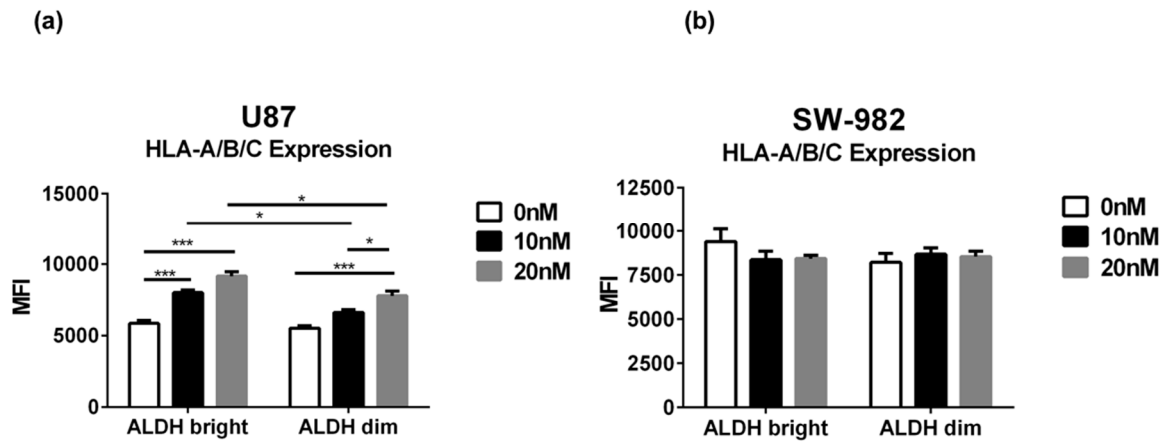 (a)
U87
HLA-A/B/C Expression
15000
10000
5000
0
MFI
***
***
*
*
*
***
ALDH bright
ALDH dim
0nM
10nM
20nM
(b)
SW-982
HLA-A/B/C Expression
12500
10000
7500
5000
2500
0
MFI
ALDH bright
ALDH dim
0nM
10nM
20nM